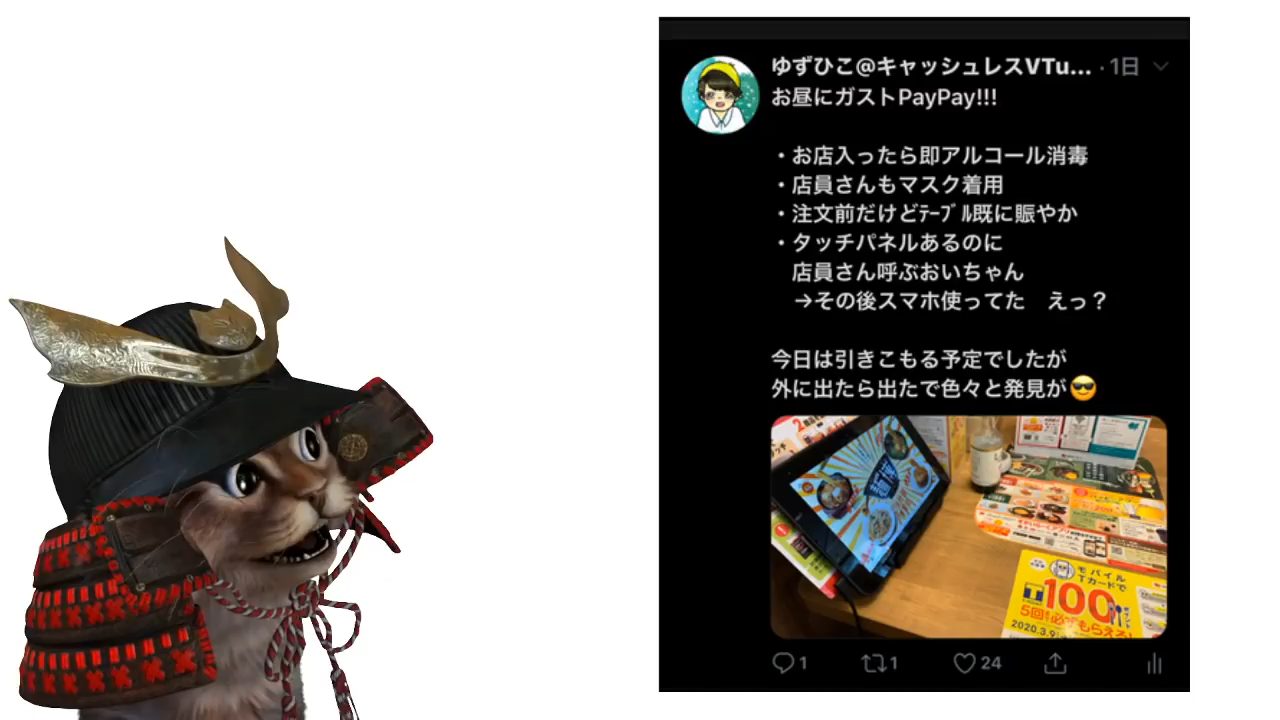 ゆずひこ@キャッシュレスVTu... ・1日
お昼にガストPayPay!!!
・お店入ったら即アルコール消毒
・店員さんもマスク着用
・注文前だけどﾃｰﾌﾞﾙ既に賑やか
・タッチパネルあるのに
店員さん呼ぶおいちゃん
→その後スマホ使ってた　えっ？
今日は引きこもる予定でしたが
外に出たら出たで色々と発見が😎
モバイル
Tカードで
100
5回 必ずもらえる!
2020.3.9
1
1
24